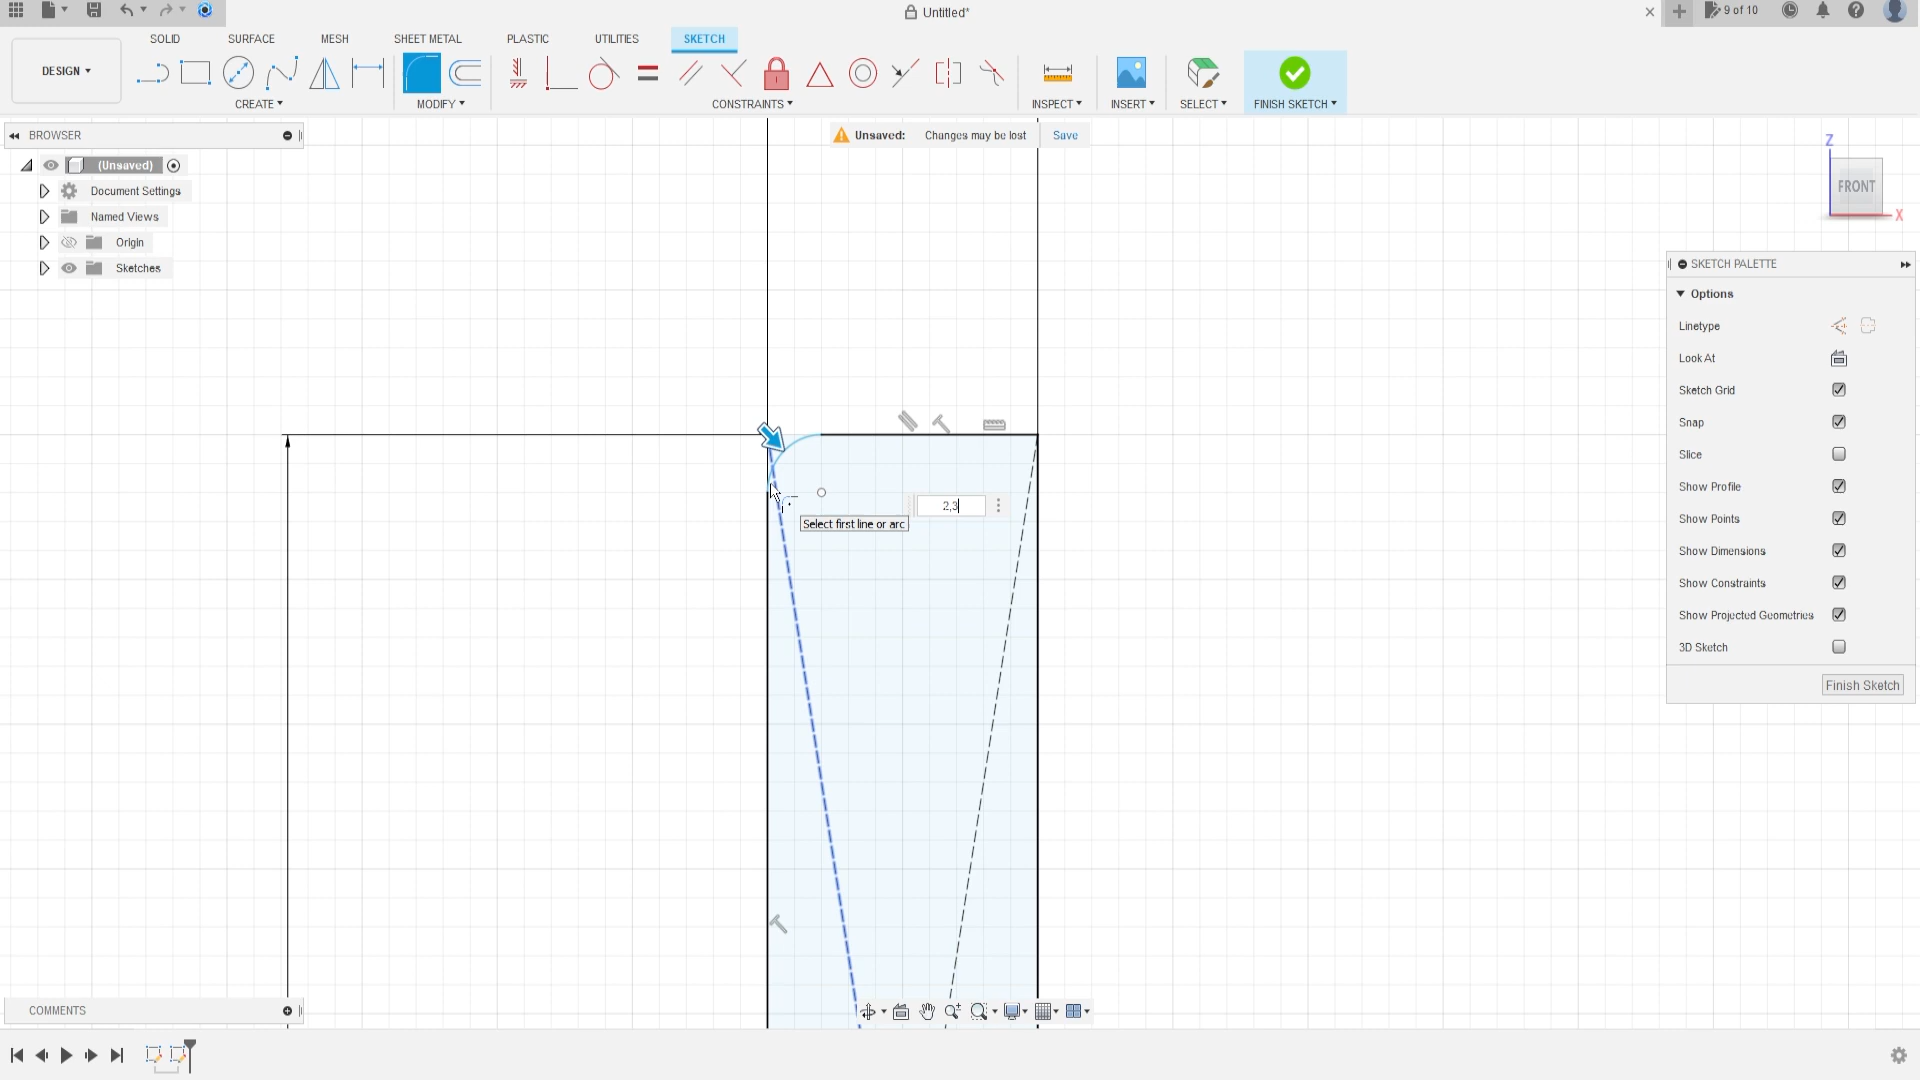 Untitled*
9 of 10
SOLID SURFACE MESH SHEET METAL PLASTIC UTILITIES SKETCH
DESIGN
CREATE MODIFY CONSTRAINTS INSPECT INSERT SELECT FINISH SKETCH
BROWSER
Unsaved: Changes may be lost Save
(Unsaved)
Document Settings
Named Views
Origin
Sketches
Z
FRONT
X
SKETCH PALETTE
Options
Linetype
Look At
Sketch Grid
Snap
Slice
Show Profile
Show Points
Show Dimensions
Show Constraints
Show Projected Geometries
3D Sketch
Finish Sketch
2,3
Select first line or arc
COMMENTS